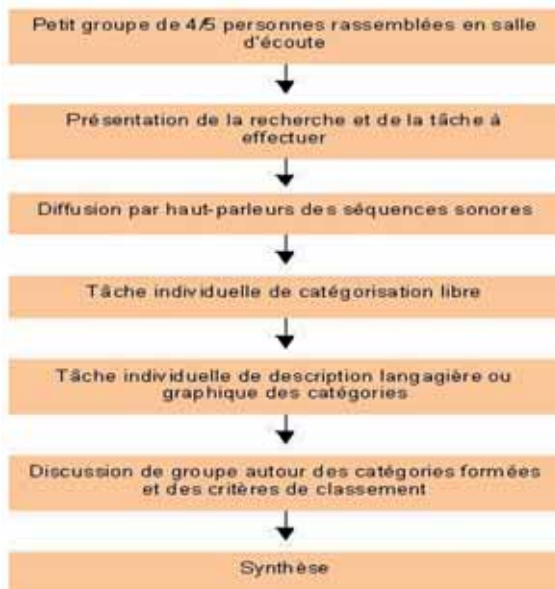 Petit groupe de 4/5 personnes rassemblées en salle
d'écoute
Présentation de la recherche et de la tâche à
effectuer
Diffusion par haut-parleurs des séquences sonores
Tâche individuelle de catégorisation libre
Tâche individuelle de description langagière ou
graphique des catégories
Discussion de groupe autour des catégories formées
et des critères de classement
Synthèse